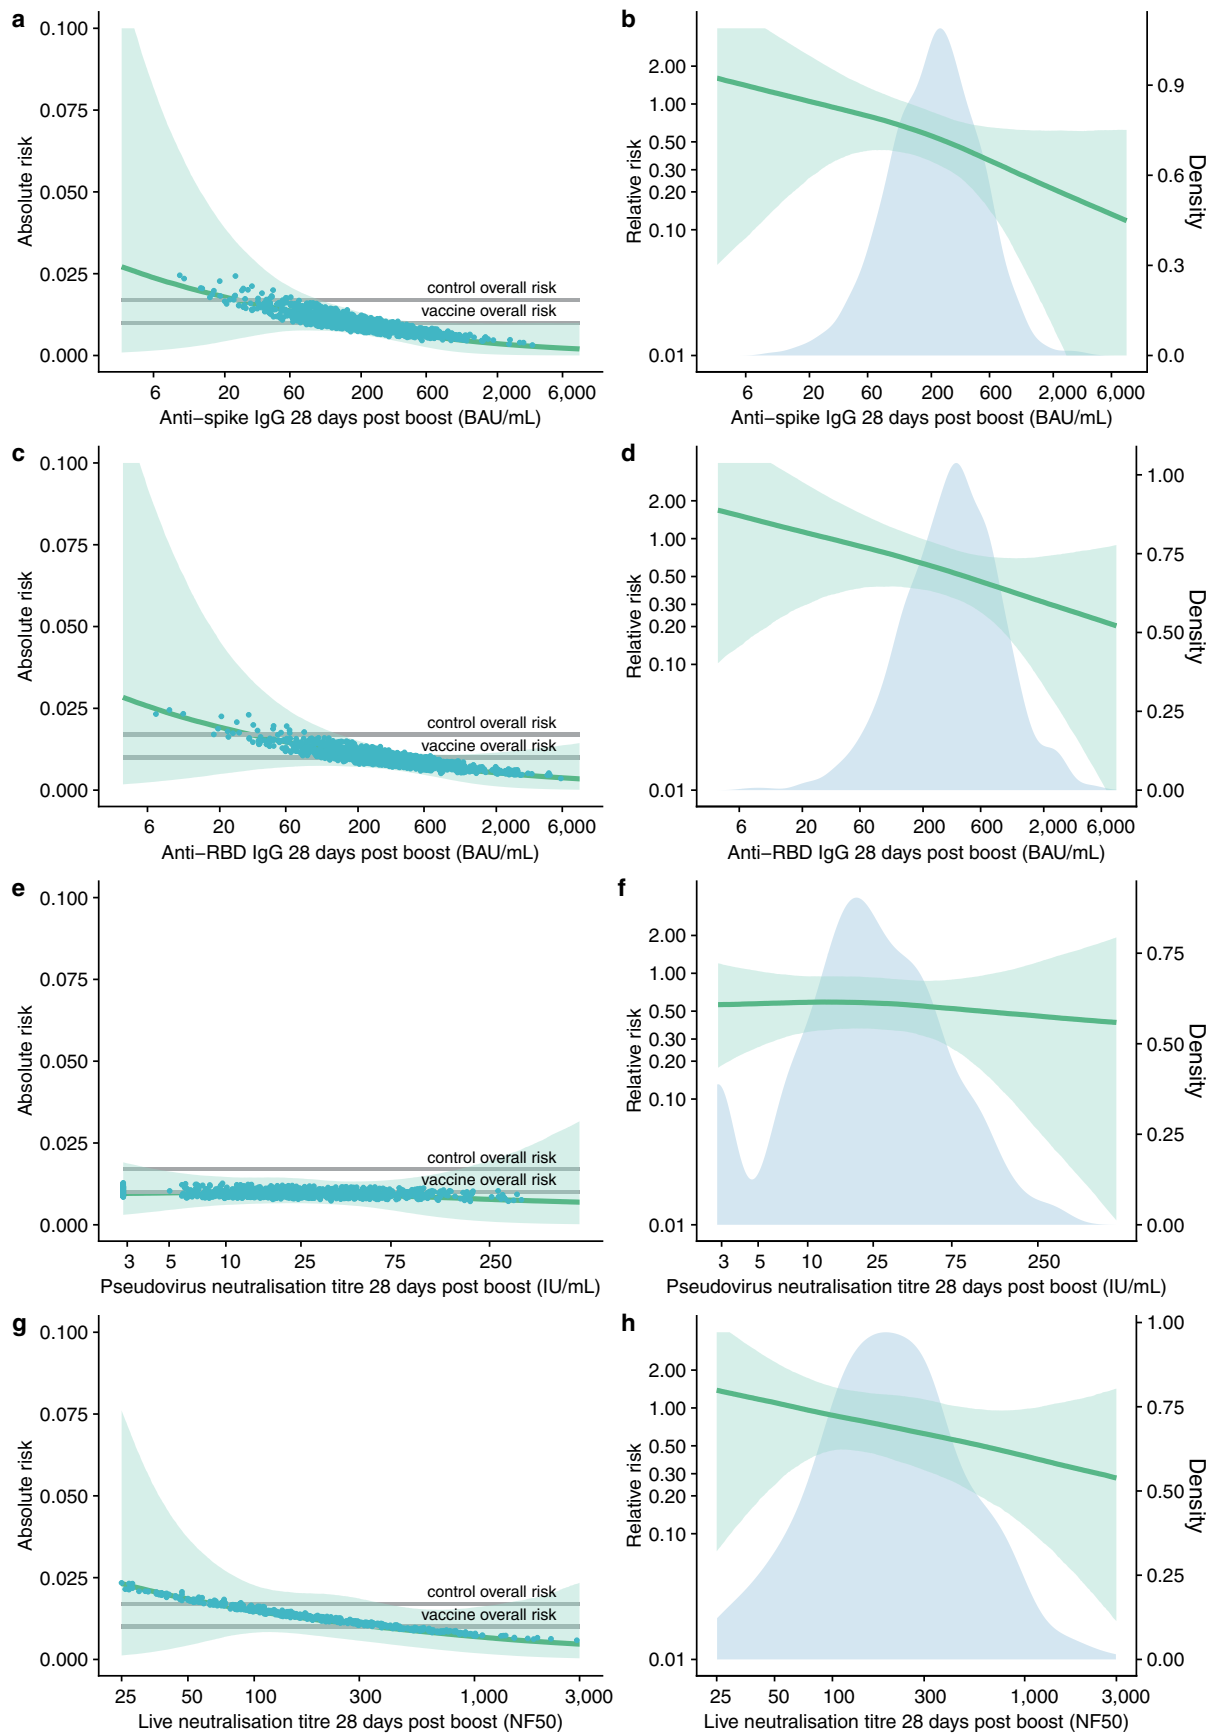 a
0.100
0.075
0.050
0.025
0.000
Absolute risk
control overall risk
vaccine overall risk
6 20 60 200 600 2,000 6,000
Anti−spike IgG 28 days post boost (BAU/mL)
b
2.00
1.00
0.50
0.30
0.20
0.10
0.01
Relative risk
0.9
0.6
0.3
0.0
Density
6 20 60 200 600 2,000 6,000
Anti−spike IgG 28 days post boost (BAU/mL)
c
0.100
0.075
0.050
0.025
0.000
Absolute risk
control overall risk
vaccine overall risk
6 20 60 200 600 2,000 6,000
Anti−RBD IgG 28 days post boost (BAU/mL)
d
2.00
1.00
0.50
0.30
0.20
0.10
0.01
Relative risk
1.00
0.75
0.50
0.25
0.00
Density
6 20 60 200 600 2,000 6,000
Anti−RBD IgG 28 days post boost (BAU/mL)
e
0.100
0.075
0.050
0.025
0.000
Absolute risk
control overall risk
vaccine overall risk
3 5 10 25 75 250
Pseudovirus neutralisation titre 28 days post boost (IU/mL)
f
2.00
1.00
0.50
0.30
0.20
0.10
0.01
Relative risk
0.75
0.50
0.25
0.00
Density
3 5 10 25 75 250
Pseudovirus neutralisation titre 28 days post boost (IU/mL)
g
0.100
0.075
0.050
0.025
0.000
Absolute risk
control overall risk
vaccine overall risk
25 50 100 300 1,000 3,000
Live neutralisation titre 28 days post boost (NF50)
h
2.00
1.00
0.50
0.30
0.20
0.10
0.01
Relative risk
1.00
0.75
0.50
0.25
0.00
Density
25 50 100 300 1,000 3,000
Live neutralisation titre 28 days post boost (NF50)